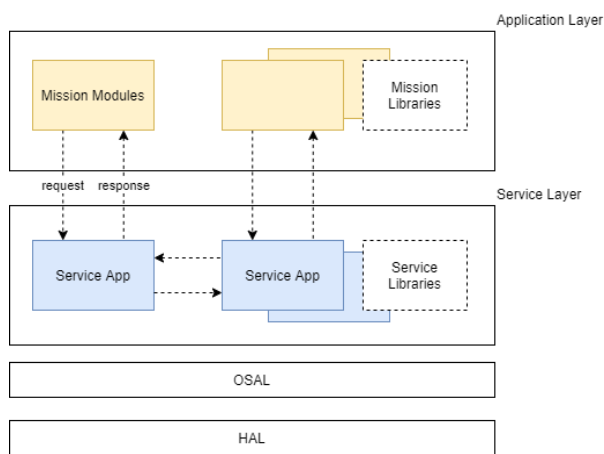 Application Layer
Mission Modules
Mission
Libraries
request
response
Service Layer
Service App
Service App
Service
Libraries
OSAL
HAL